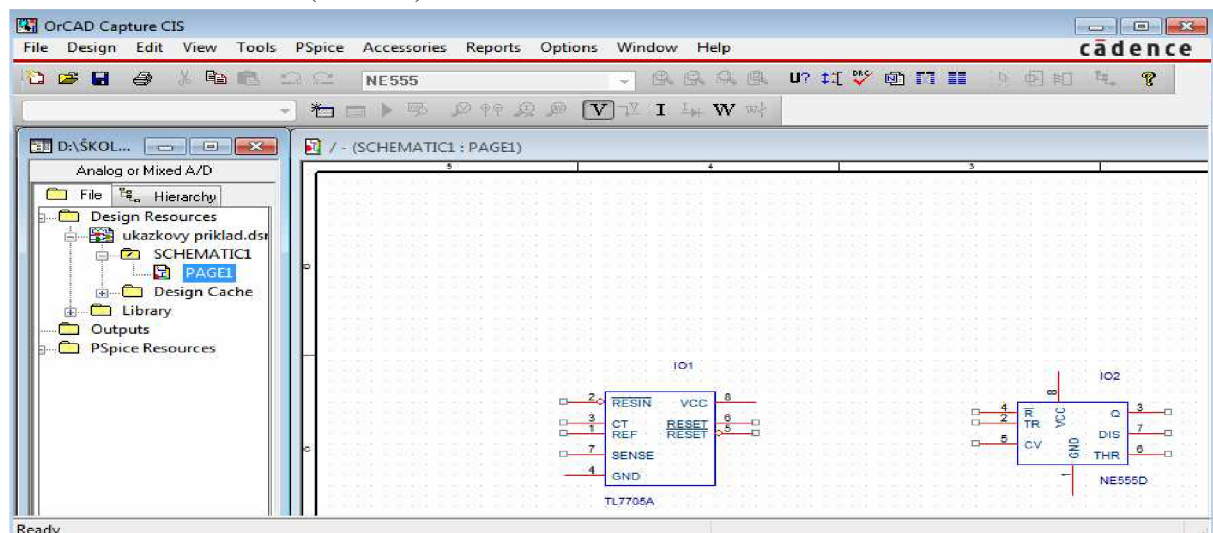 OrCAD Capture CIS
File Design Edit View Tools PSpice Accessories Reports Options Window Help
cādence
NE555
U?
DRC
V I W
D:\ŠKOL...
/ - (SCHEMATIC1 : PAGE1)
Analog or Mixed A/D
5 4 3
File Hierarchy
Design Resources
ukazkovy priklad.dsr
SCHEMATIC1
PAGE1
Design Cache
Library
Outputs
PSpice Resources
D
C
IO1
2 RESIN VCC 8
3 CT RESET 6
1 REF RESET 5
7 SENSE
4 GND
TL7705A
IO2
8
4 R VCC Q 3
2 TR
DIS 7
5 CV GND THR 6
1
NE555D
Ready